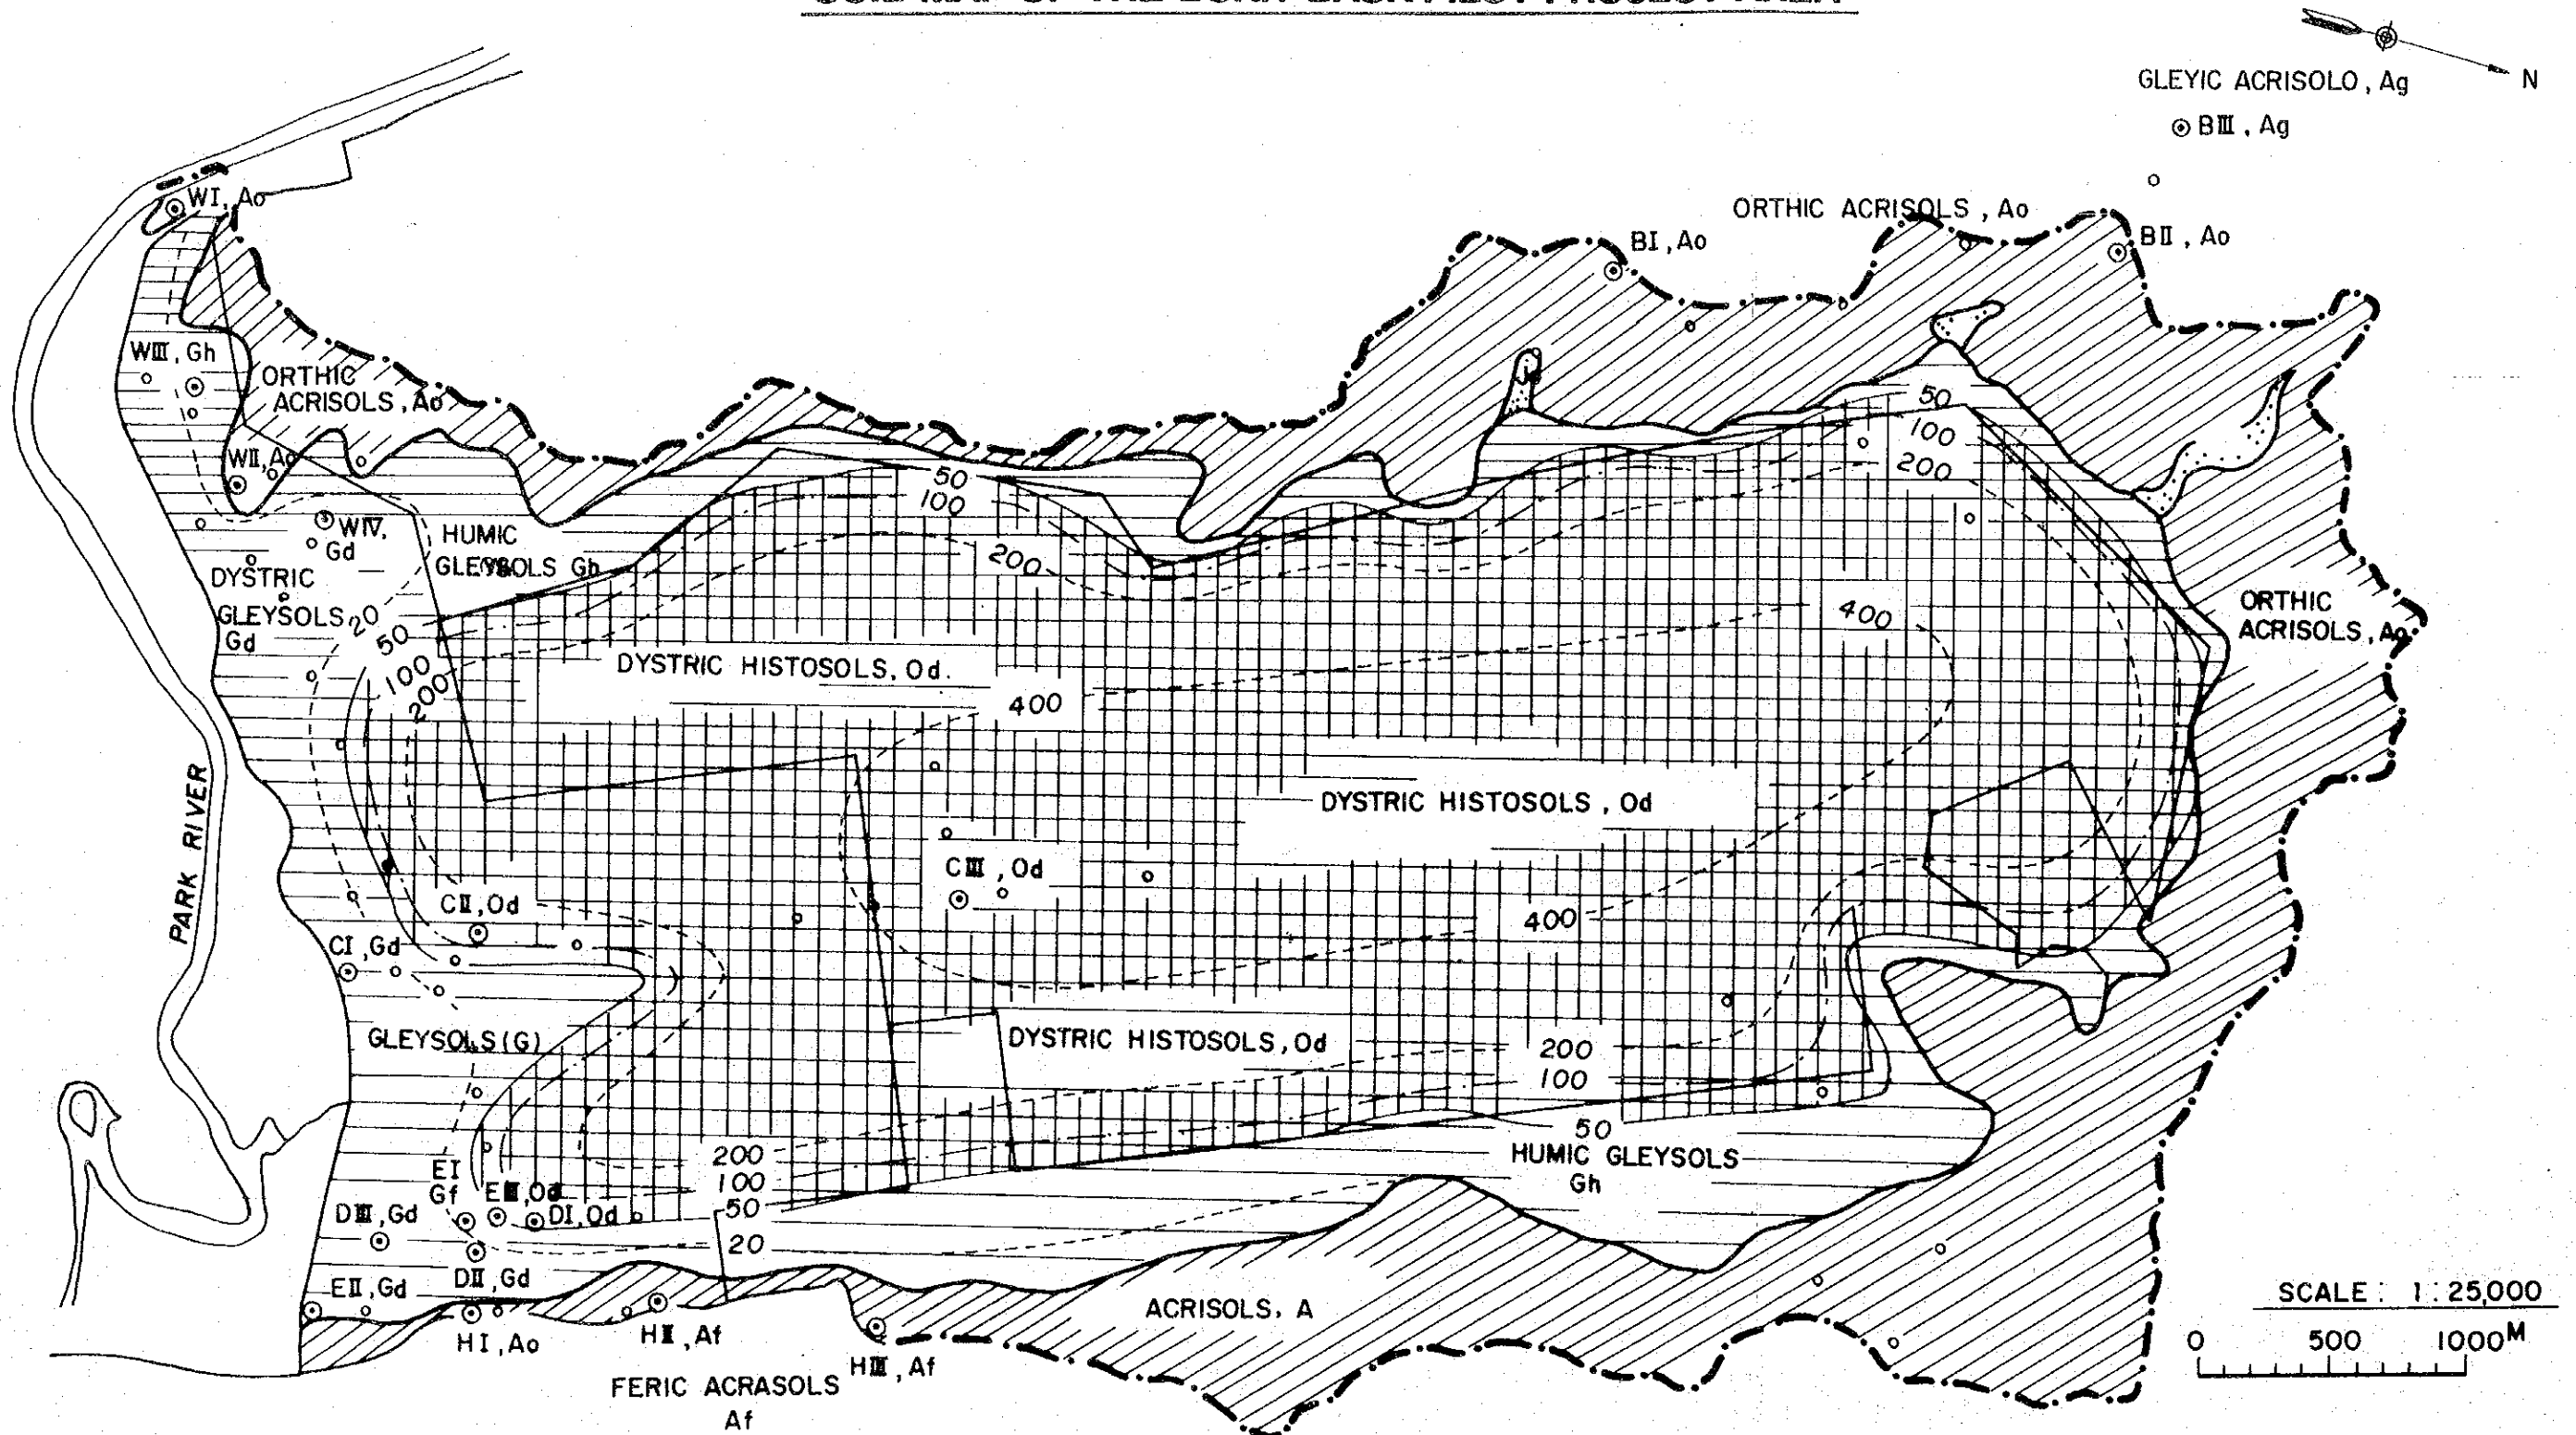 N
GLEYIC ACRISOLO, Ag
BIII, Ag
WI, Ao
ORTHIC ACRISOLS, Ao
BI, Ao
BII, Ao
WIII, Gh
ORTHIC
ACRISOLS, Ao
50
100
200
WII, Ao
50
100
WIV,
Gd
HUMIC
GLEYSOLS Gh
200
DYSTRIC
GLEYSOLS
Gd
20
50
100
200
400
ORTHIC
ACRISOLS, Ao
DYSTRIC HISTOSOLS, Od.
400
PARK RIVER
DYSTRIC HISTOSOLS, Od
CIII, Od
CII, Od
400
CI, Gd
GLEYSOLS (G)
DYSTRIC HISTOSOLS, Od
200
100
50
HUMIC GLEYSOLS
Gh
200
100
50
20
EI
Gf
EIII, Od
DI, Od
DIII, Gd
DII, Gd
EII, Gd
HI, Ao
HII, Af
HIII, Af
ACRISOLS, A
FERIC ACRASOLS
Af
SCALE: 1:25,000
0 500 1000M